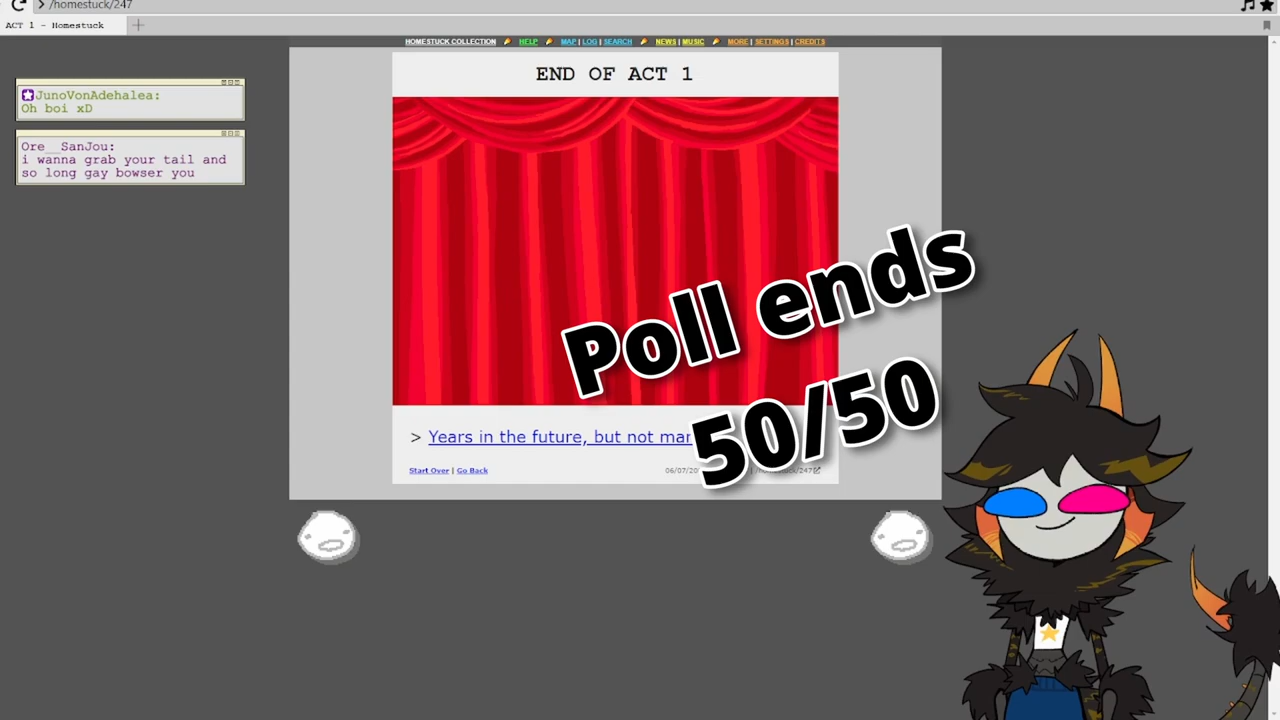 /homestuck/247
ACT 1 - Homestuck
HOMESTUCK COLLECTION HELP MAP | LOG | SEARCH NEWS | MUSIC MORE | SETTINGS | CREDITS
JunoVonAdehalea:
Oh boi xD
Ore__SanJou:
i wanna grab your tail and
so long gay bowser you
END OF ACT 1
Poll ends
50/50
> Years in the future, but not
Start Over | Go Back
/homestuck/247